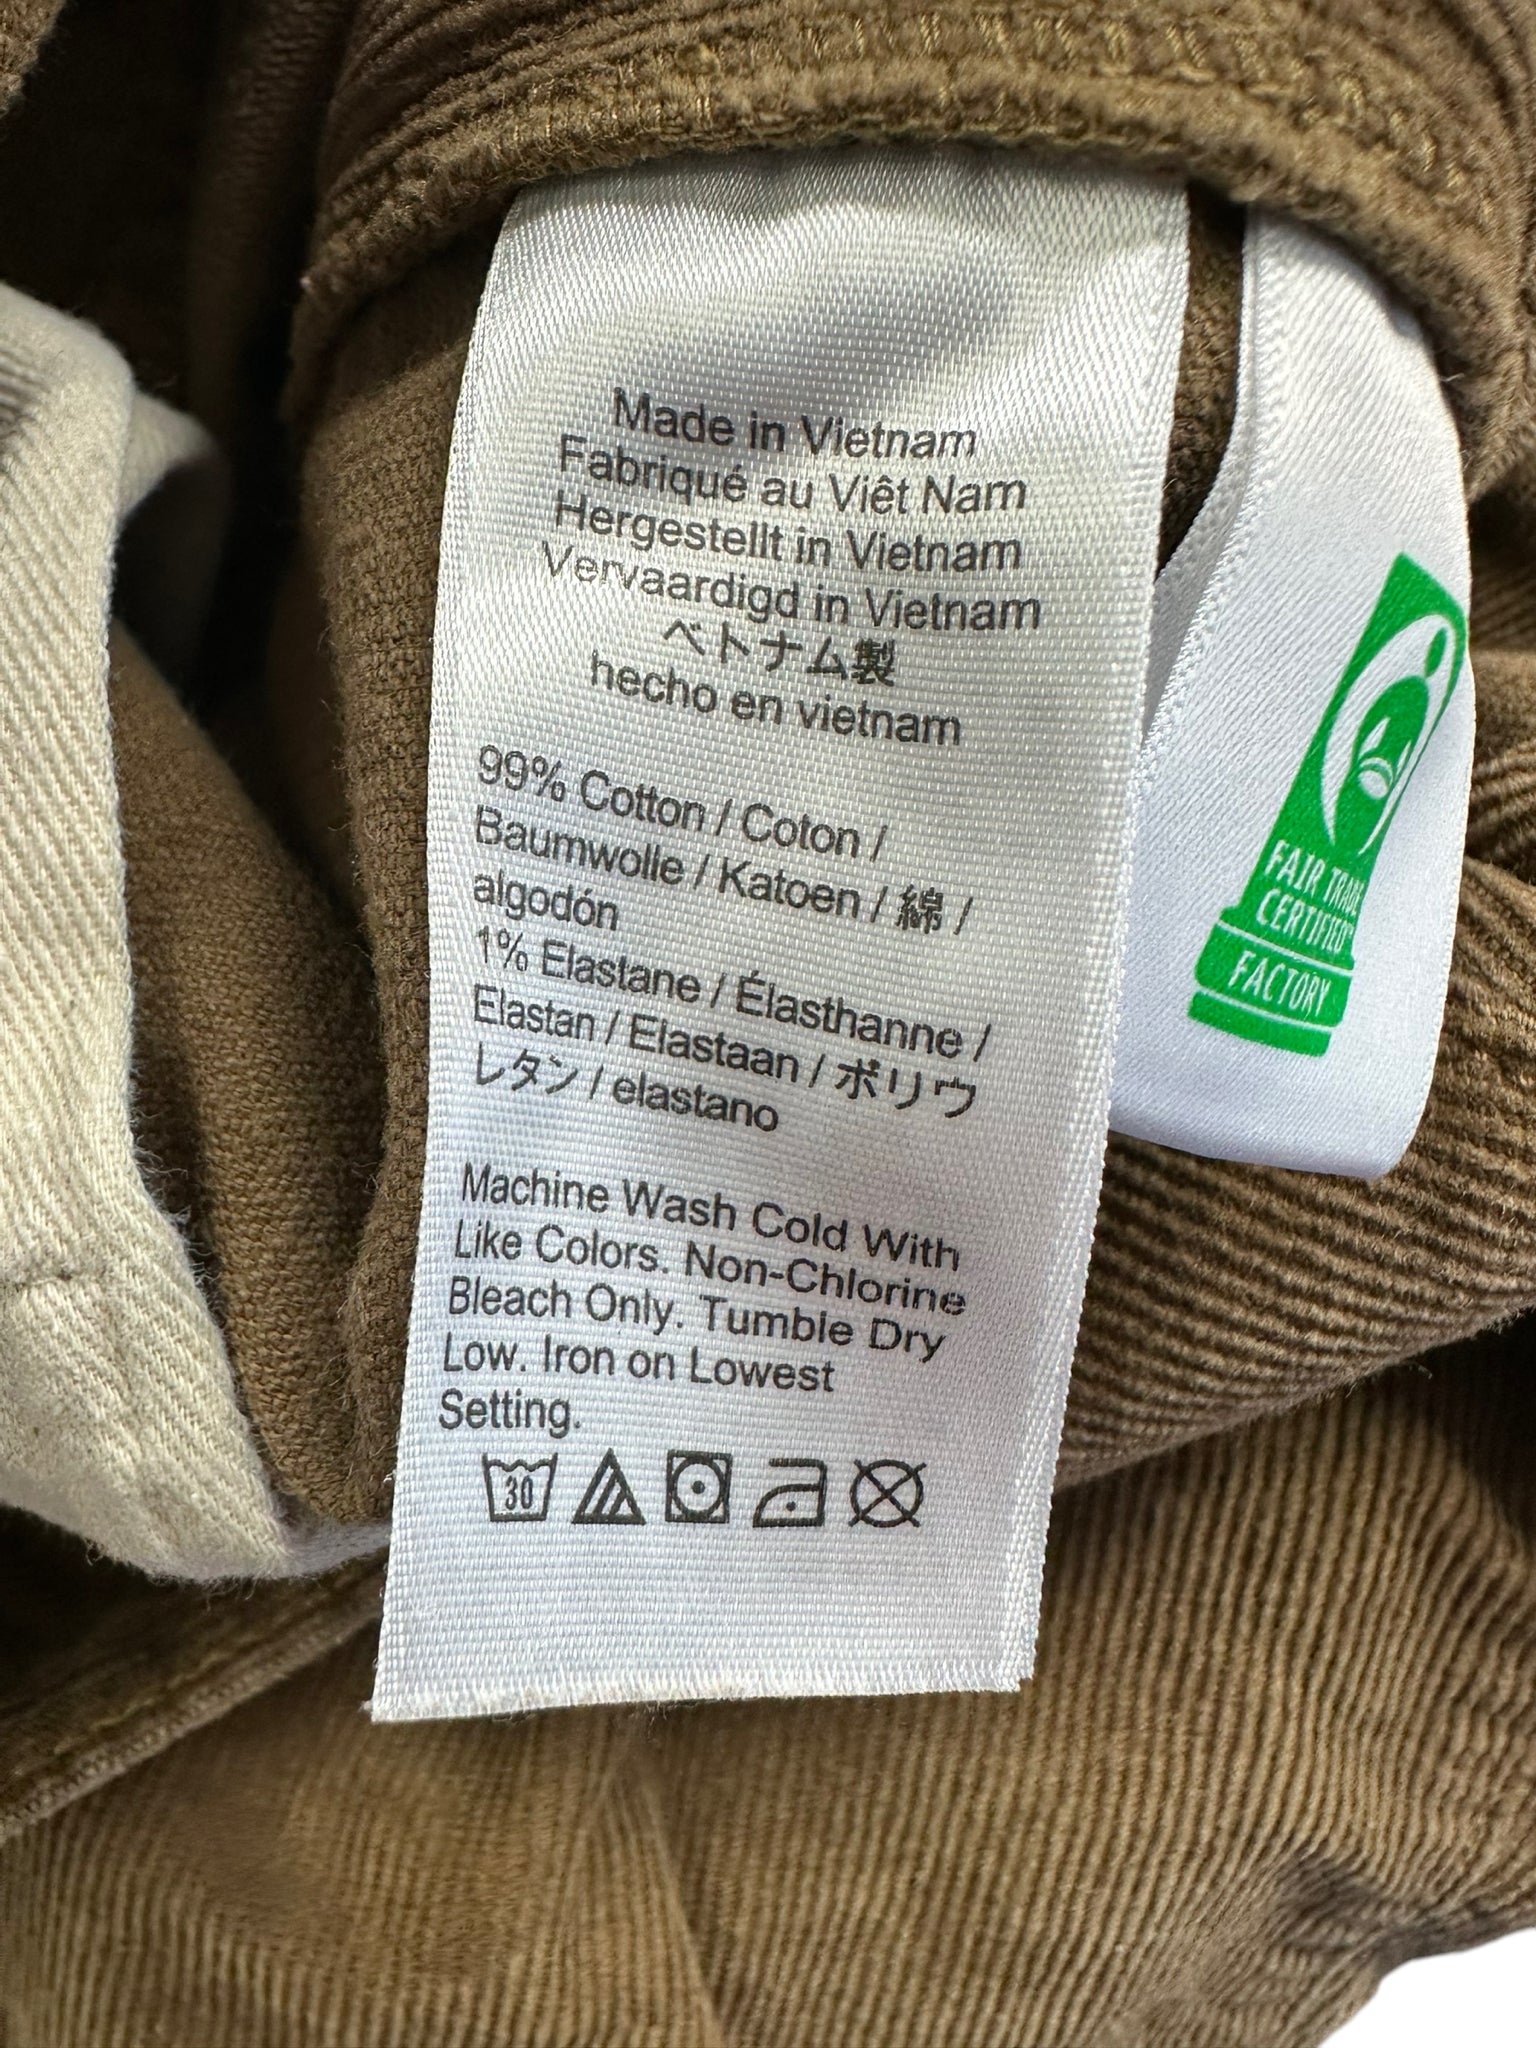 Made in Vietnam
Fabriqué au Viêt Nam
Hergestellt in Vietnam
Vervaardigd in Vietnam
ベトナム製
hecho en vietnam
99% Cotton / Coton /
Baumwolle / Katoen / 綿 /
algodón
1% Elastane / Élasthanne /
Elastan / Elastaan / ポリウ
レタン / elastano
Machine Wash Cold With
Like Colors. Non-Chlorine
Bleach Only. Tumble Dry
Low. Iron on Lowest
Setting.
30
FAIR TRADE
CERTIFIED™
FACTORY